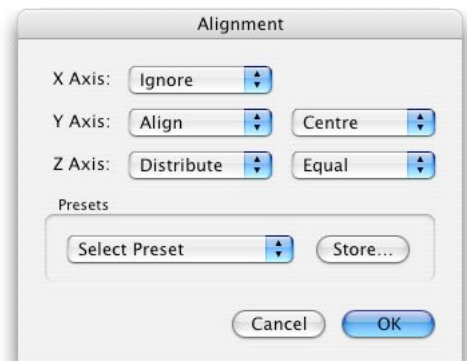 Alignment
X Axis: Ignore
Y Axis: Align Centre
Z Axis: Distribute Equal
Presets
Select Preset Store...
Cancel OK